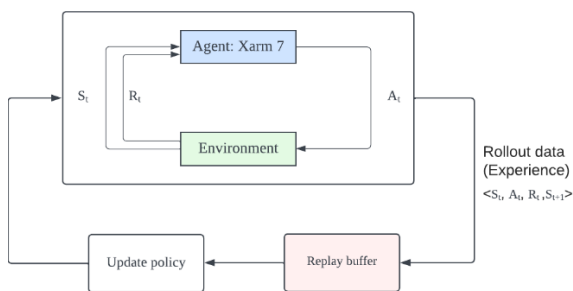 Agent: Xarm 7
Sₜ
Rₜ
Aₜ
Environment
Rollout data
(Experience)
<Sₜ, Aₜ, Rₜ ,Sₜ₊₁>
Update policy
Replay buffer